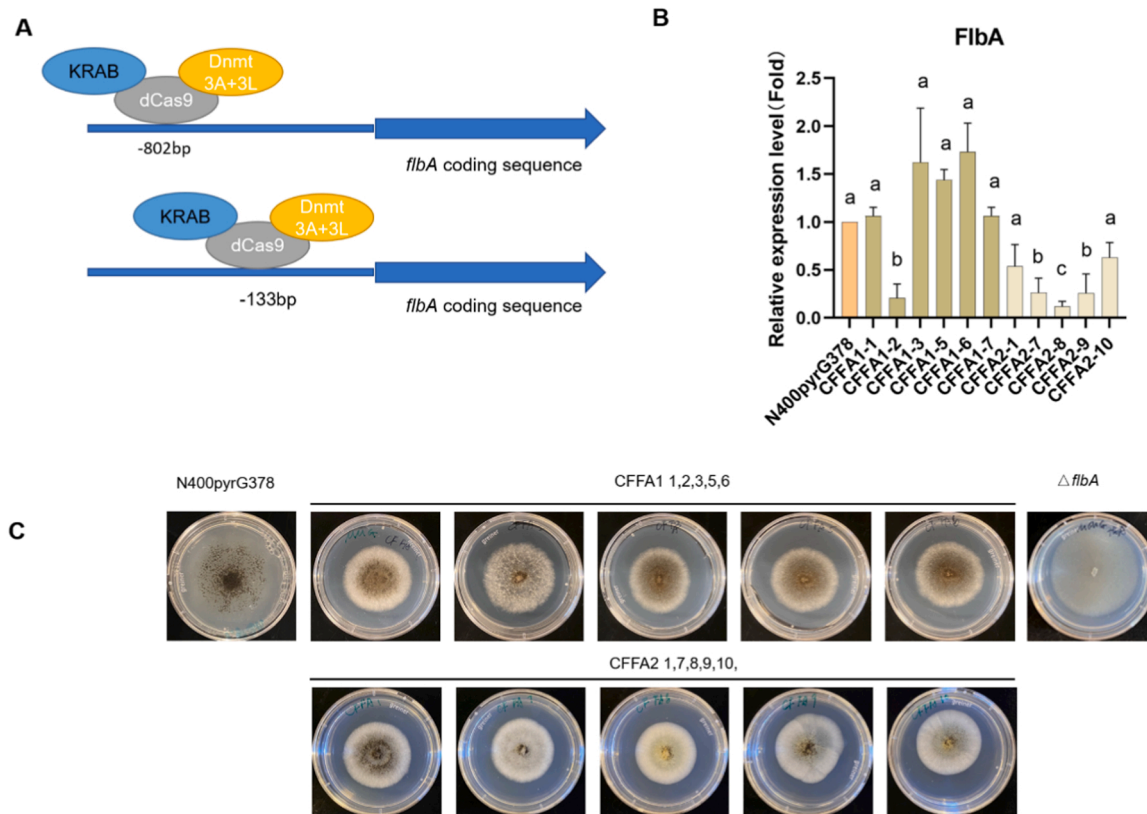 A
KRAB
Dnmt
3A+3L
dCas9
-802bp
flbA coding sequence
KRAB
Dnmt
3A+3L
dCas9
-133bp
flbA coding sequence
B
FlbA
Relative expression level(Fold)
2.5
2.0
1.5
1.0
0.5
0.0
a
a
b
a
a
a
a
a
b
c
b
a
N400pyrG378
CFFA1-1
CFFA1-2
CFFA1-3
CFFA1-5
CFFA1-6
CFFA1-7
CFFA2-1
CFFA2-7
CFFA2-8
CFFA2-9
CFFA2-10
C
N400pyrG378
CFFA1 1,2,3,5,6
△flbA
CFFA2 1,7,8,9,10,